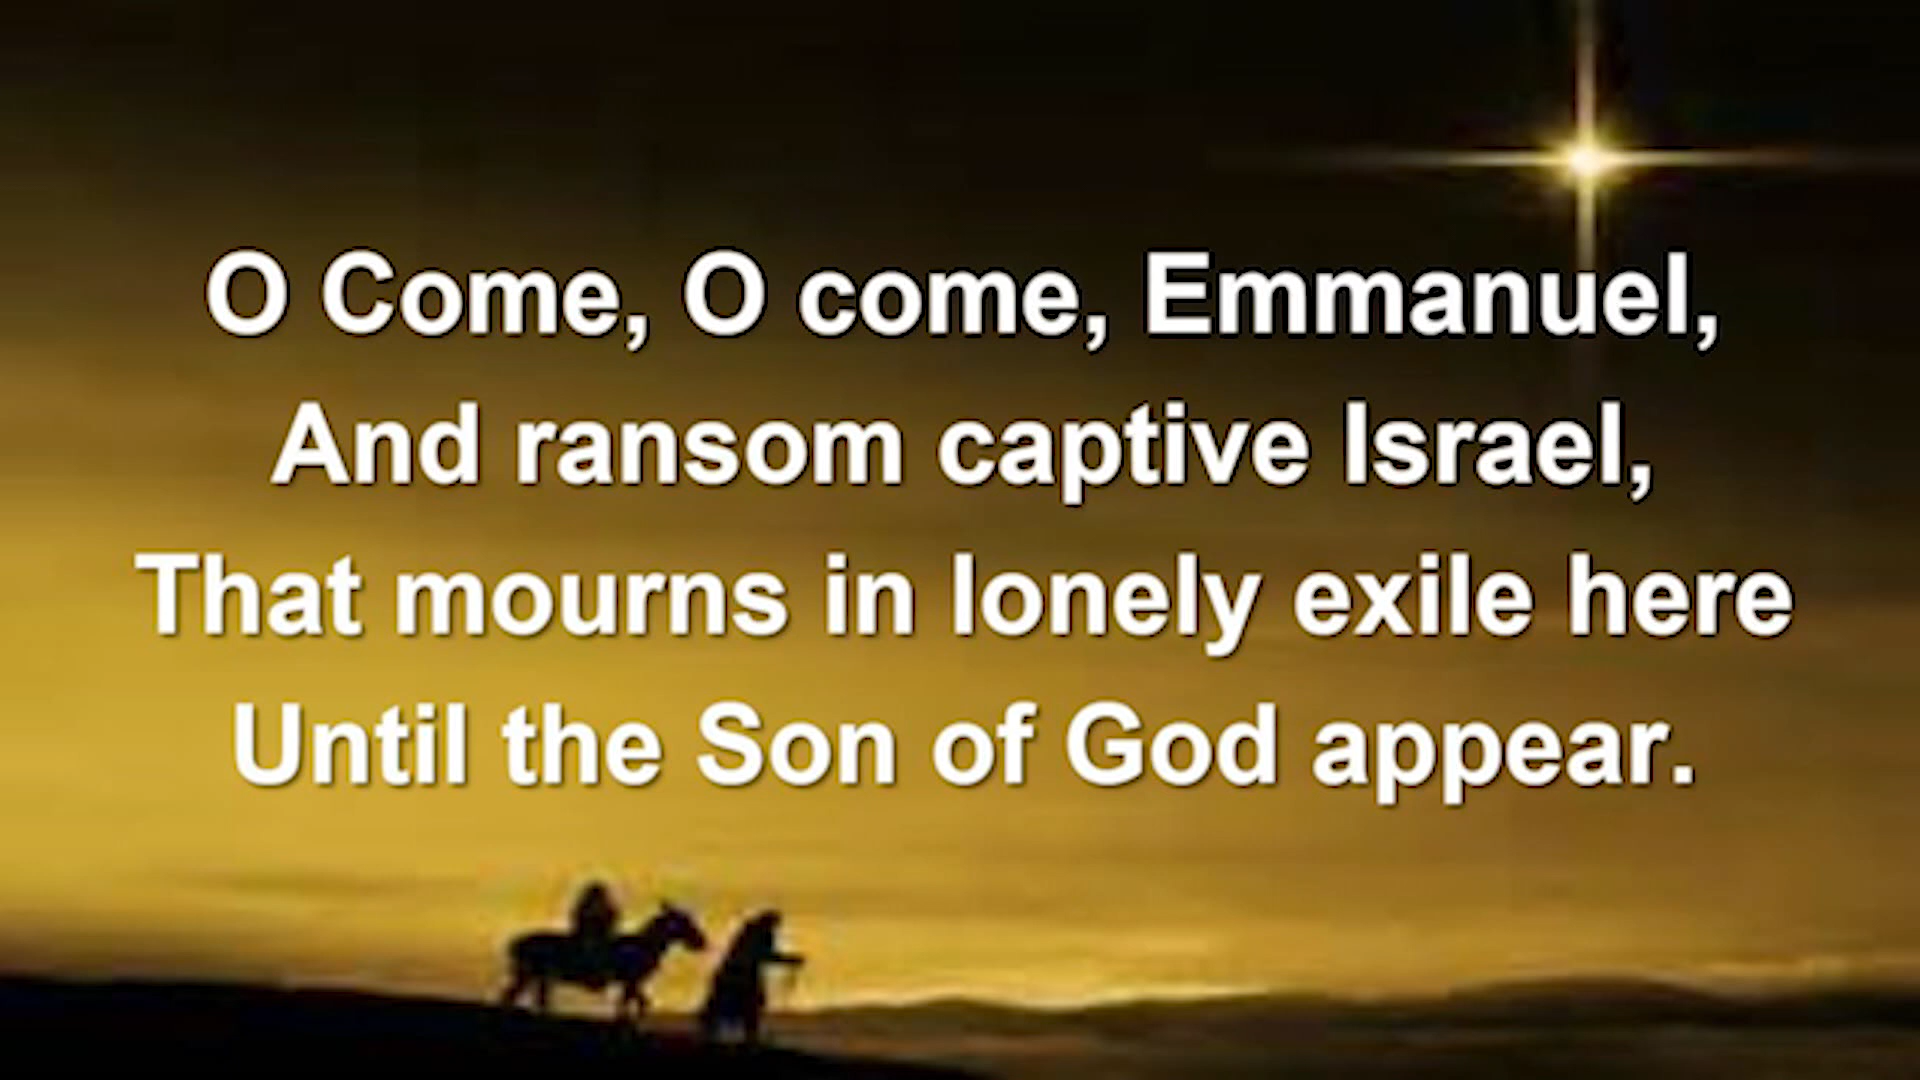 O Come, O come, Emmanuel,
And ransom captive Israel,
That mourns in lonely exile here
Until the Son of God appear.